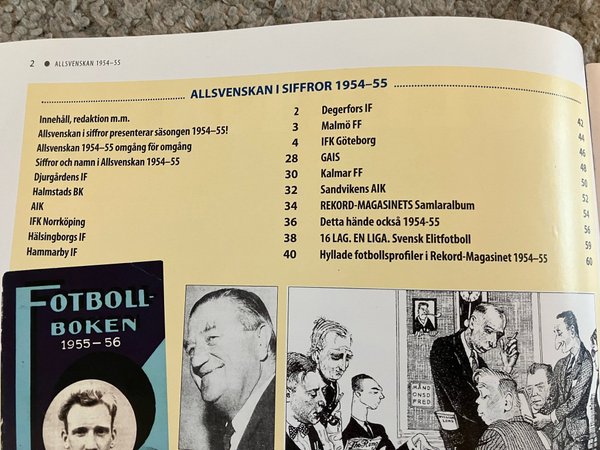 2 ● ALLSVENSKAN 1954–55
ALLSVENSKAN I SIFFROR 1954–55
Innehåll, redaktion m.m. 2
Allsvenskan i siffror presenterar säsongen 1954–55! 3
Allsvenskan 1954–55 omgång för omgång 4
Siffror och namn i Allsvenskan 1954–55 28
Djurgårdens IF 30
Halmstads BK 32
AIK 34
IFK Norrköping 36
Hälsingborgs IF 38
Hammarby IF 40
Degerfors IF 42
Malmö FF 44
IFK Göteborg 46
GAIS 48
Kalmar FF 50
Sandvikens AIK 52
REKORD-MAGASINETS Samlaralbum 54
Detta hände också 1954-55 56
16 LAG. EN LIGA. Svensk Elitfotboll 59
Hyllade fotbollsprofiler i Rekord-Magasinet 1954–55 60
FOTBOLL-
BOKEN
1955–56
ONSD
FRED